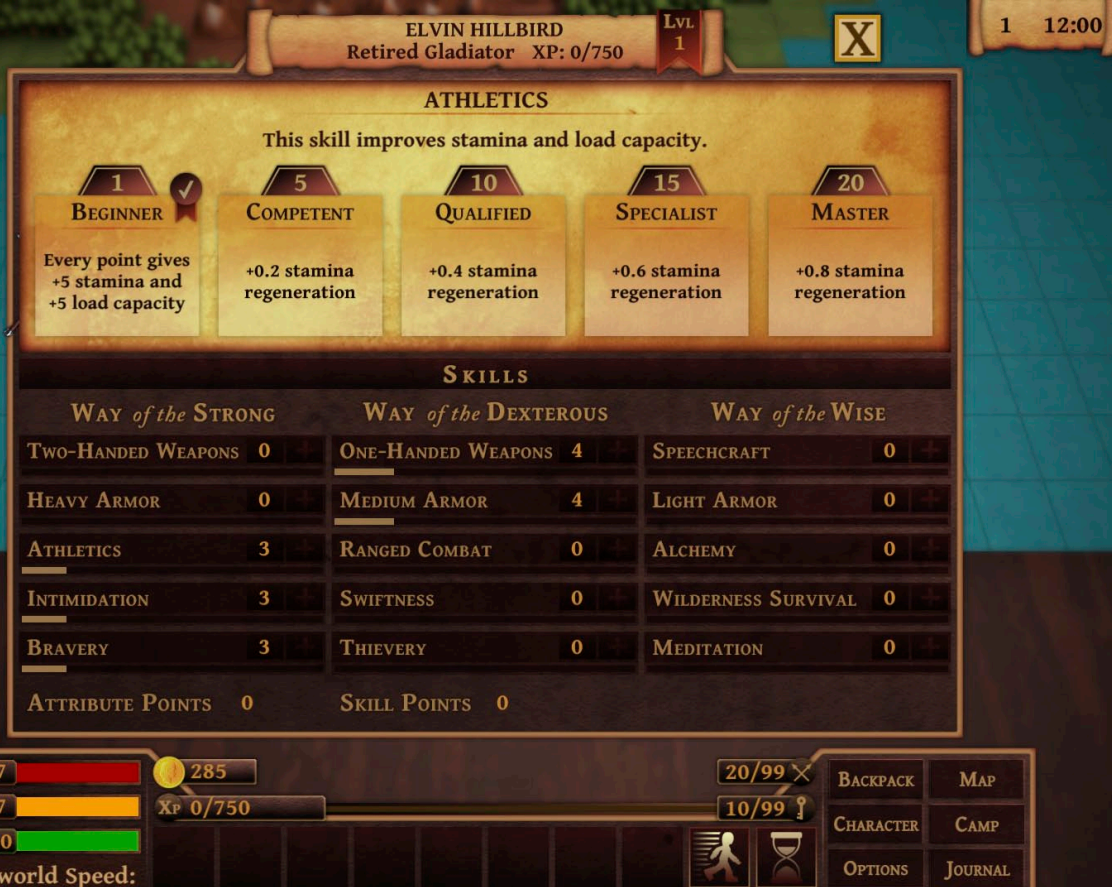 ELVIN HILLBIRD
Retired Gladiator XP: 0/750
LVL
1
X
1 12:00
ATHLETICS
This skill improves stamina and load capacity.
1 5 10 15 20
BEGINNER COMPETENT QUALIFIED SPECIALIST MASTER
Every point gives
+5 stamina and
+5 load capacity
+0.2 stamina
regeneration
+0.4 stamina
regeneration
+0.6 stamina
regeneration
+0.8 stamina
regeneration
SKILLS
WAY of the STRONG WAY of the DEXTEROUS WAY of the WISE
TWO-HANDED WEAPONS 0 ONE-HANDED WEAPONS 4 SPEECHCRAFT 0
HEAVY ARMOR 0 MEDIUM ARMOR 4 LIGHT ARMOR 0
ATHLETICS 3 RANGED COMBAT 0 ALCHEMY 0
INTIMIDATION 3 SWIFTNESS 0 WILDERNESS SURVIVAL 0
BRAVERY 3 THIEVERY 0 MEDITATION 0
ATTRIBUTE POINTS 0 SKILL POINTS 0
7 285 20/99 BACKPACK MAP
7 XP 0/750 10/99
0 CHARACTER CAMP
world Speed: OPTIONS JOURNAL